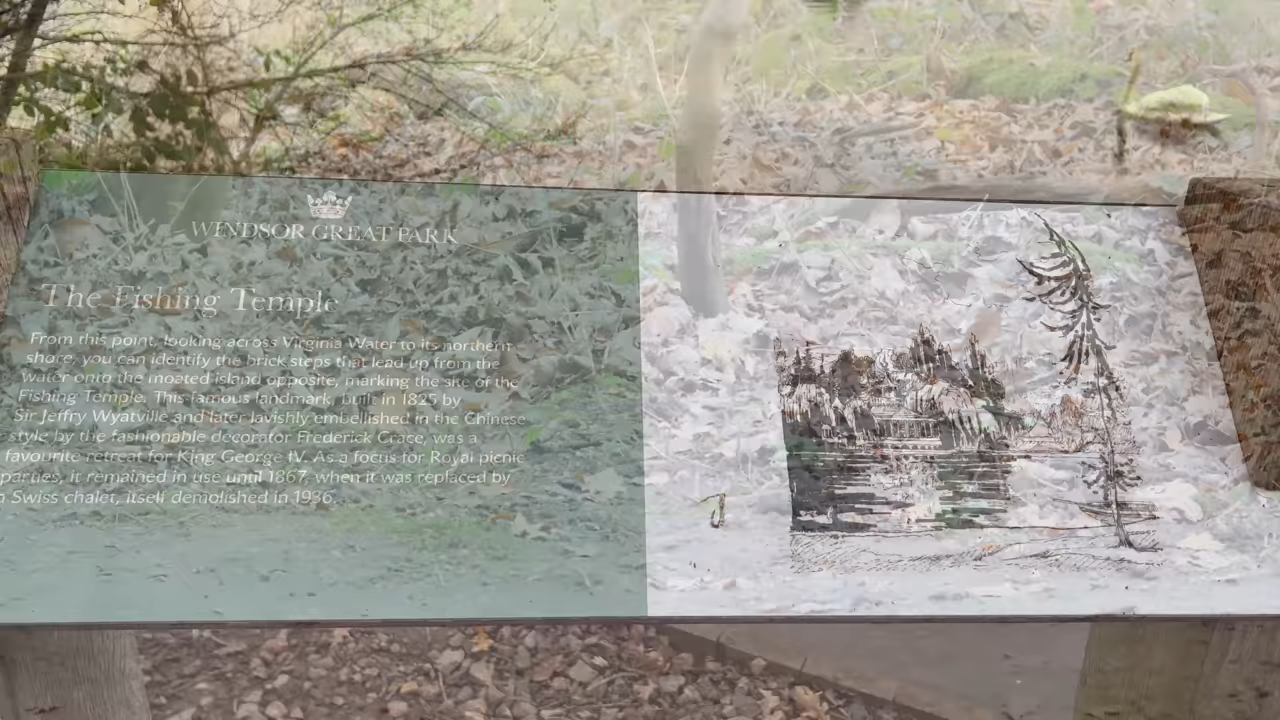 WINDSOR GREAT PARK
The Fishing Temple
From this point, looking across Virginia Water to its northern
shore, you can identify the brick steps that lead up from the
water onto the moated island opposite, marking the site of the
Fishing Temple. This famous landmark, built in 1825 by
Sir Jeffry Wyatville and later lavishly embellished in the Chinese
style by the fashionable decorator Frederick Crace, was a
favourite retreat for King George IV. As a focus for Royal picnic
parties, it remained in use until 1867, when it was replaced by
Swiss chalet, itself demolished in 1936.